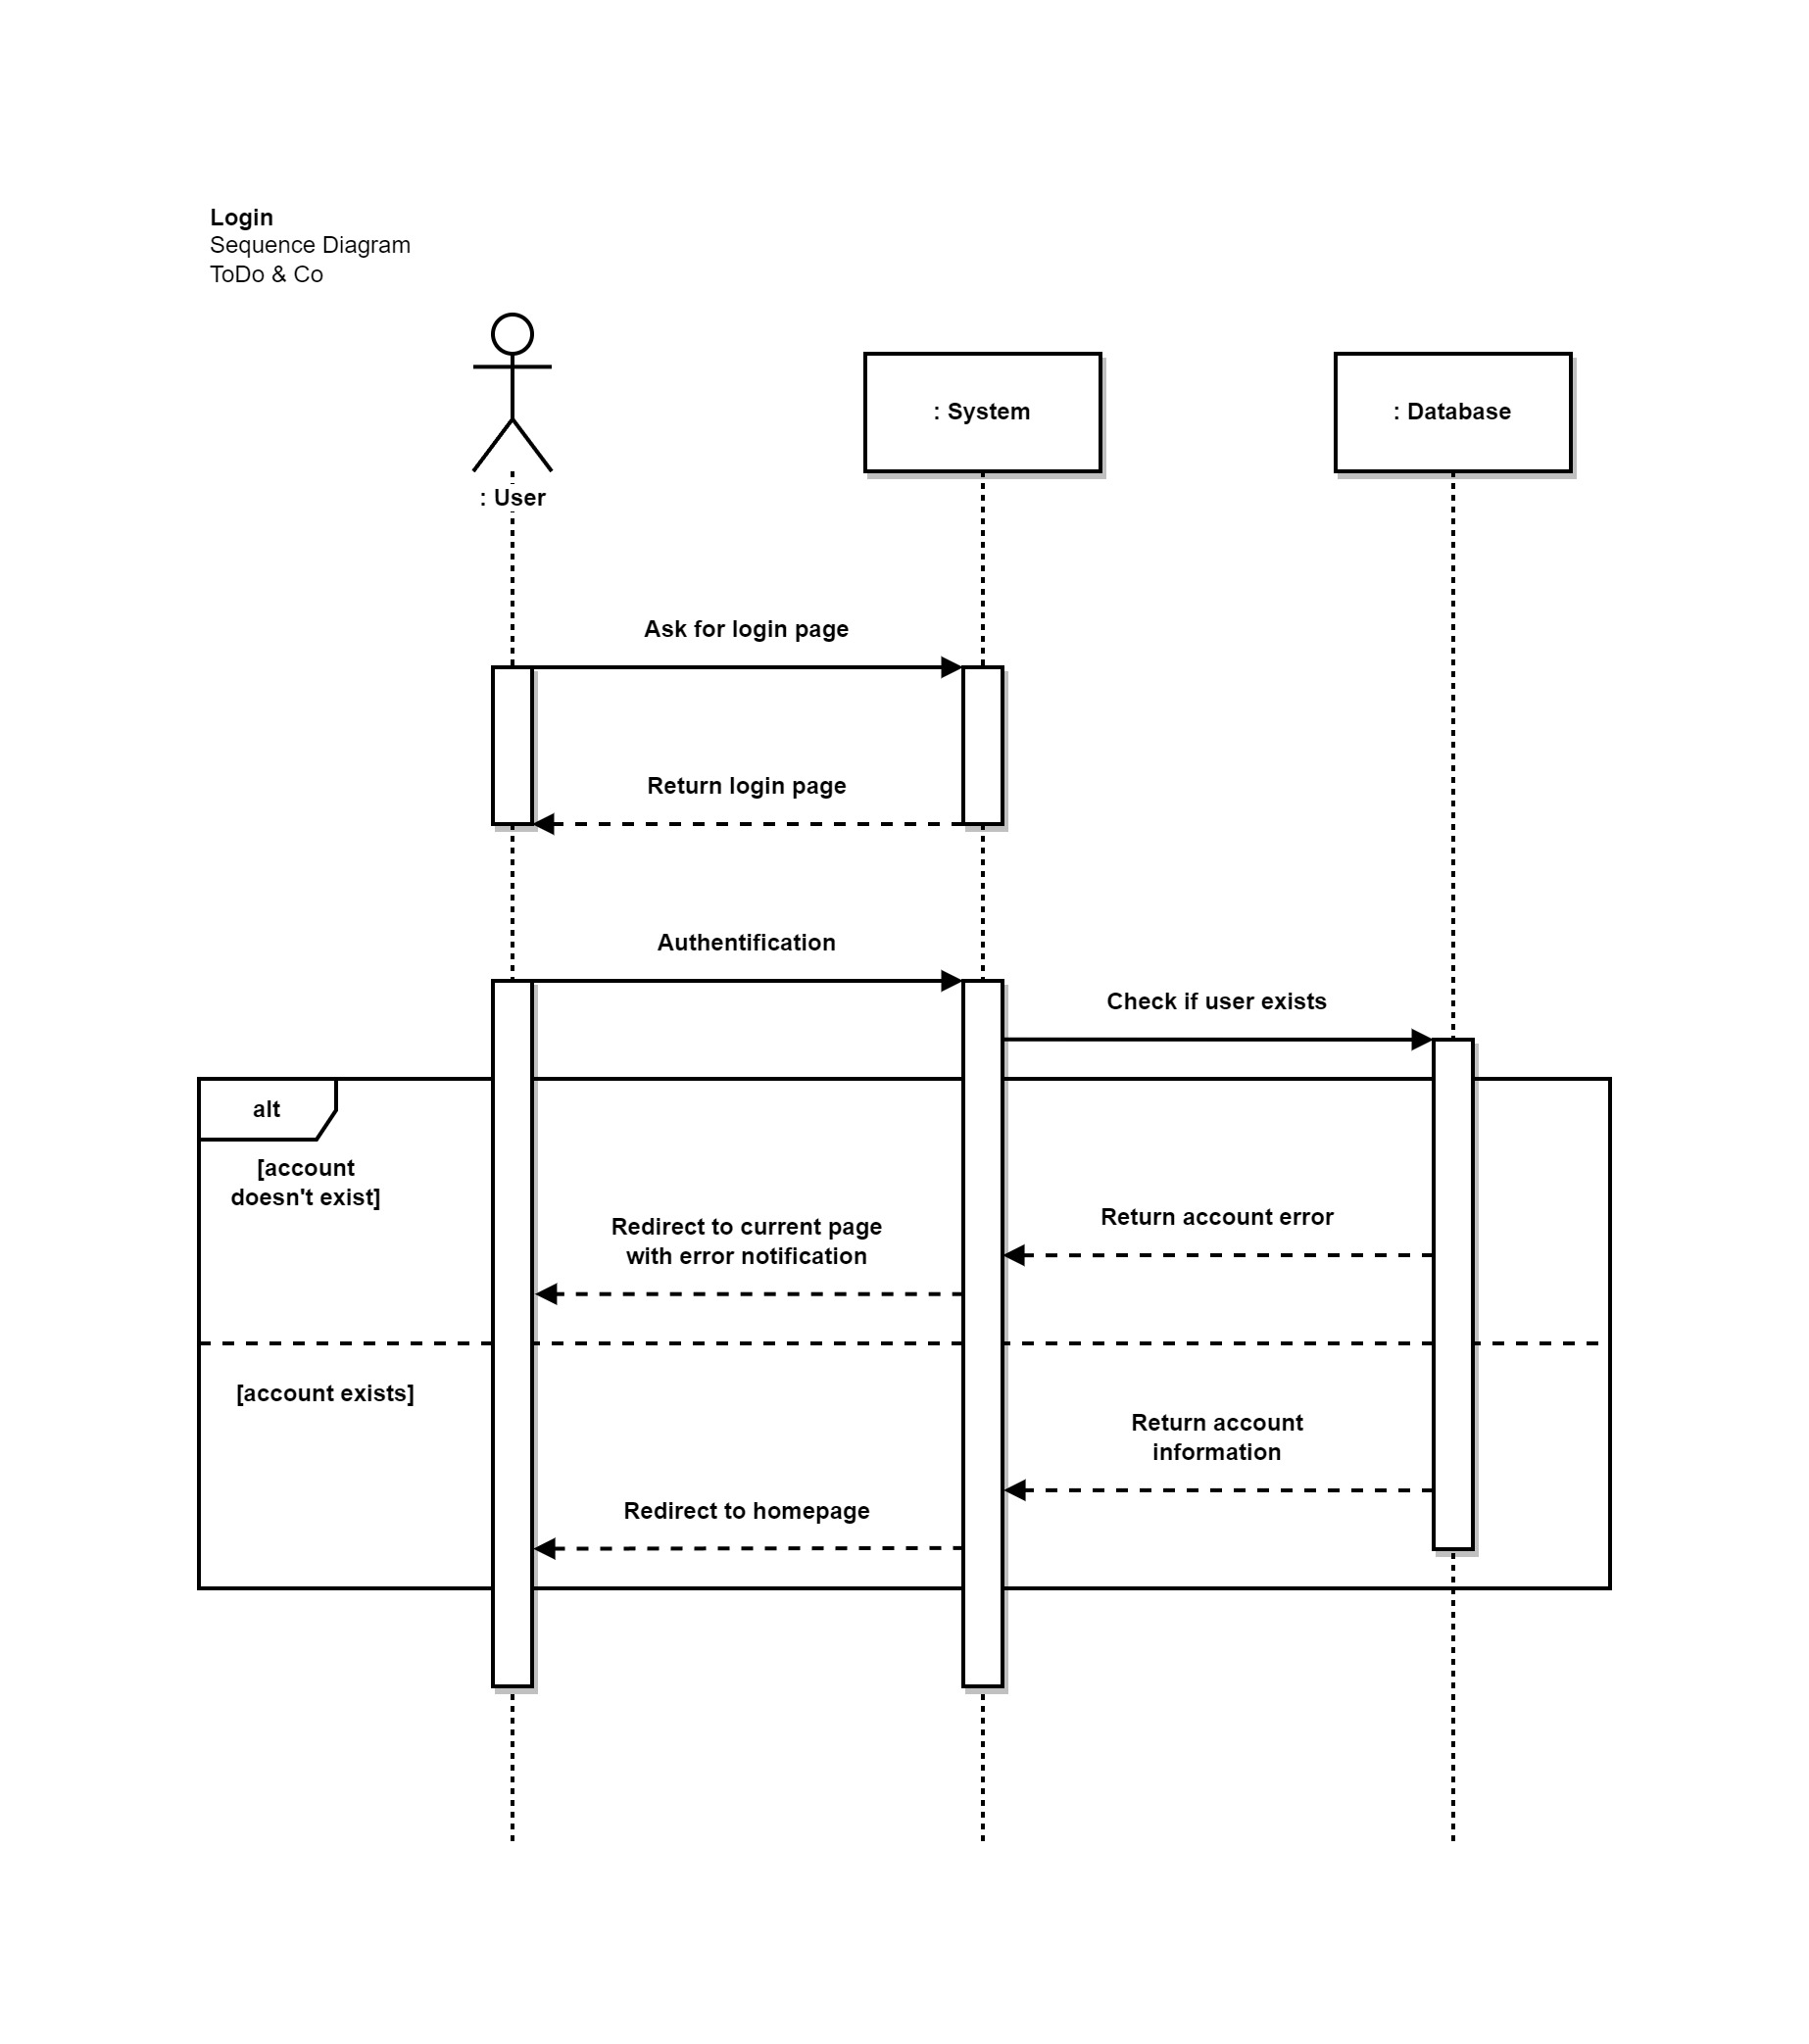 Login
Sequence Diagram
ToDo & Co
: User
: System
: Database
Ask for login page
Return login page
Authentification
Check if user exists
alt
[account
doesn't exist]
Return account error
Redirect to current page
with error notification
[account exists]
Return account
information
Redirect to homepage